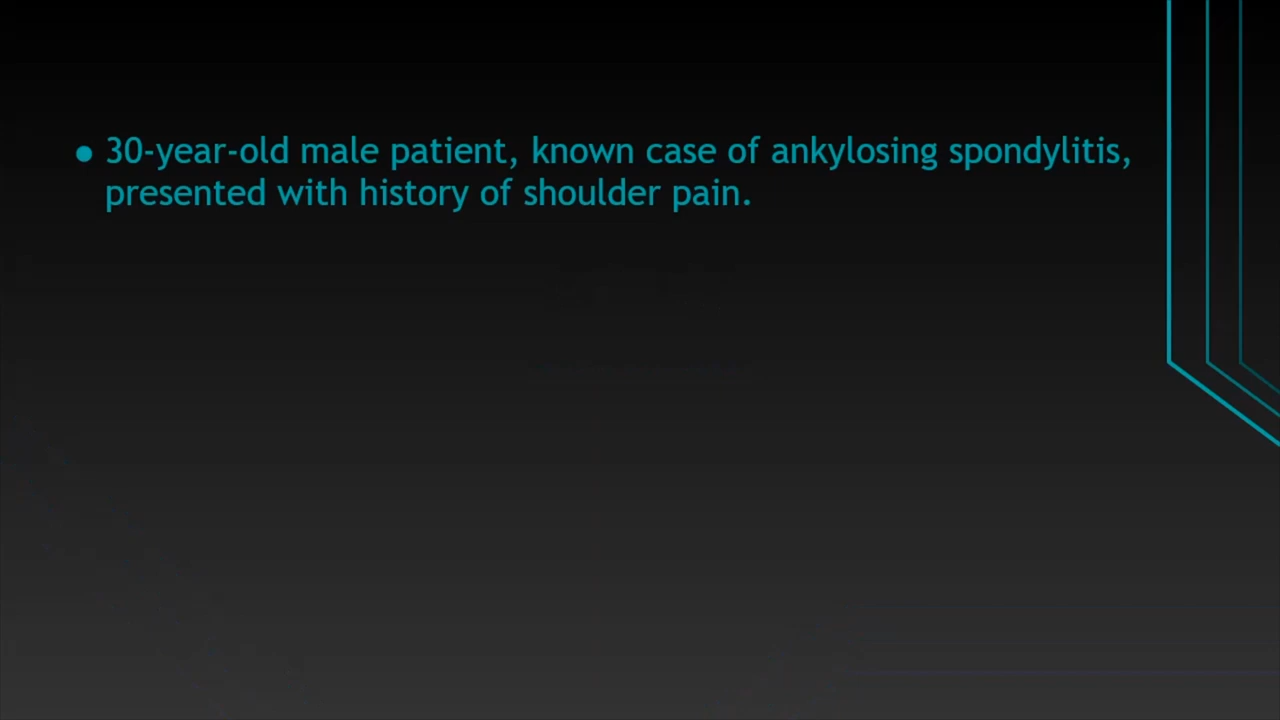 • 30-year-old male patient, known case of ankylosing spondylitis,
presented with history of shoulder pain.